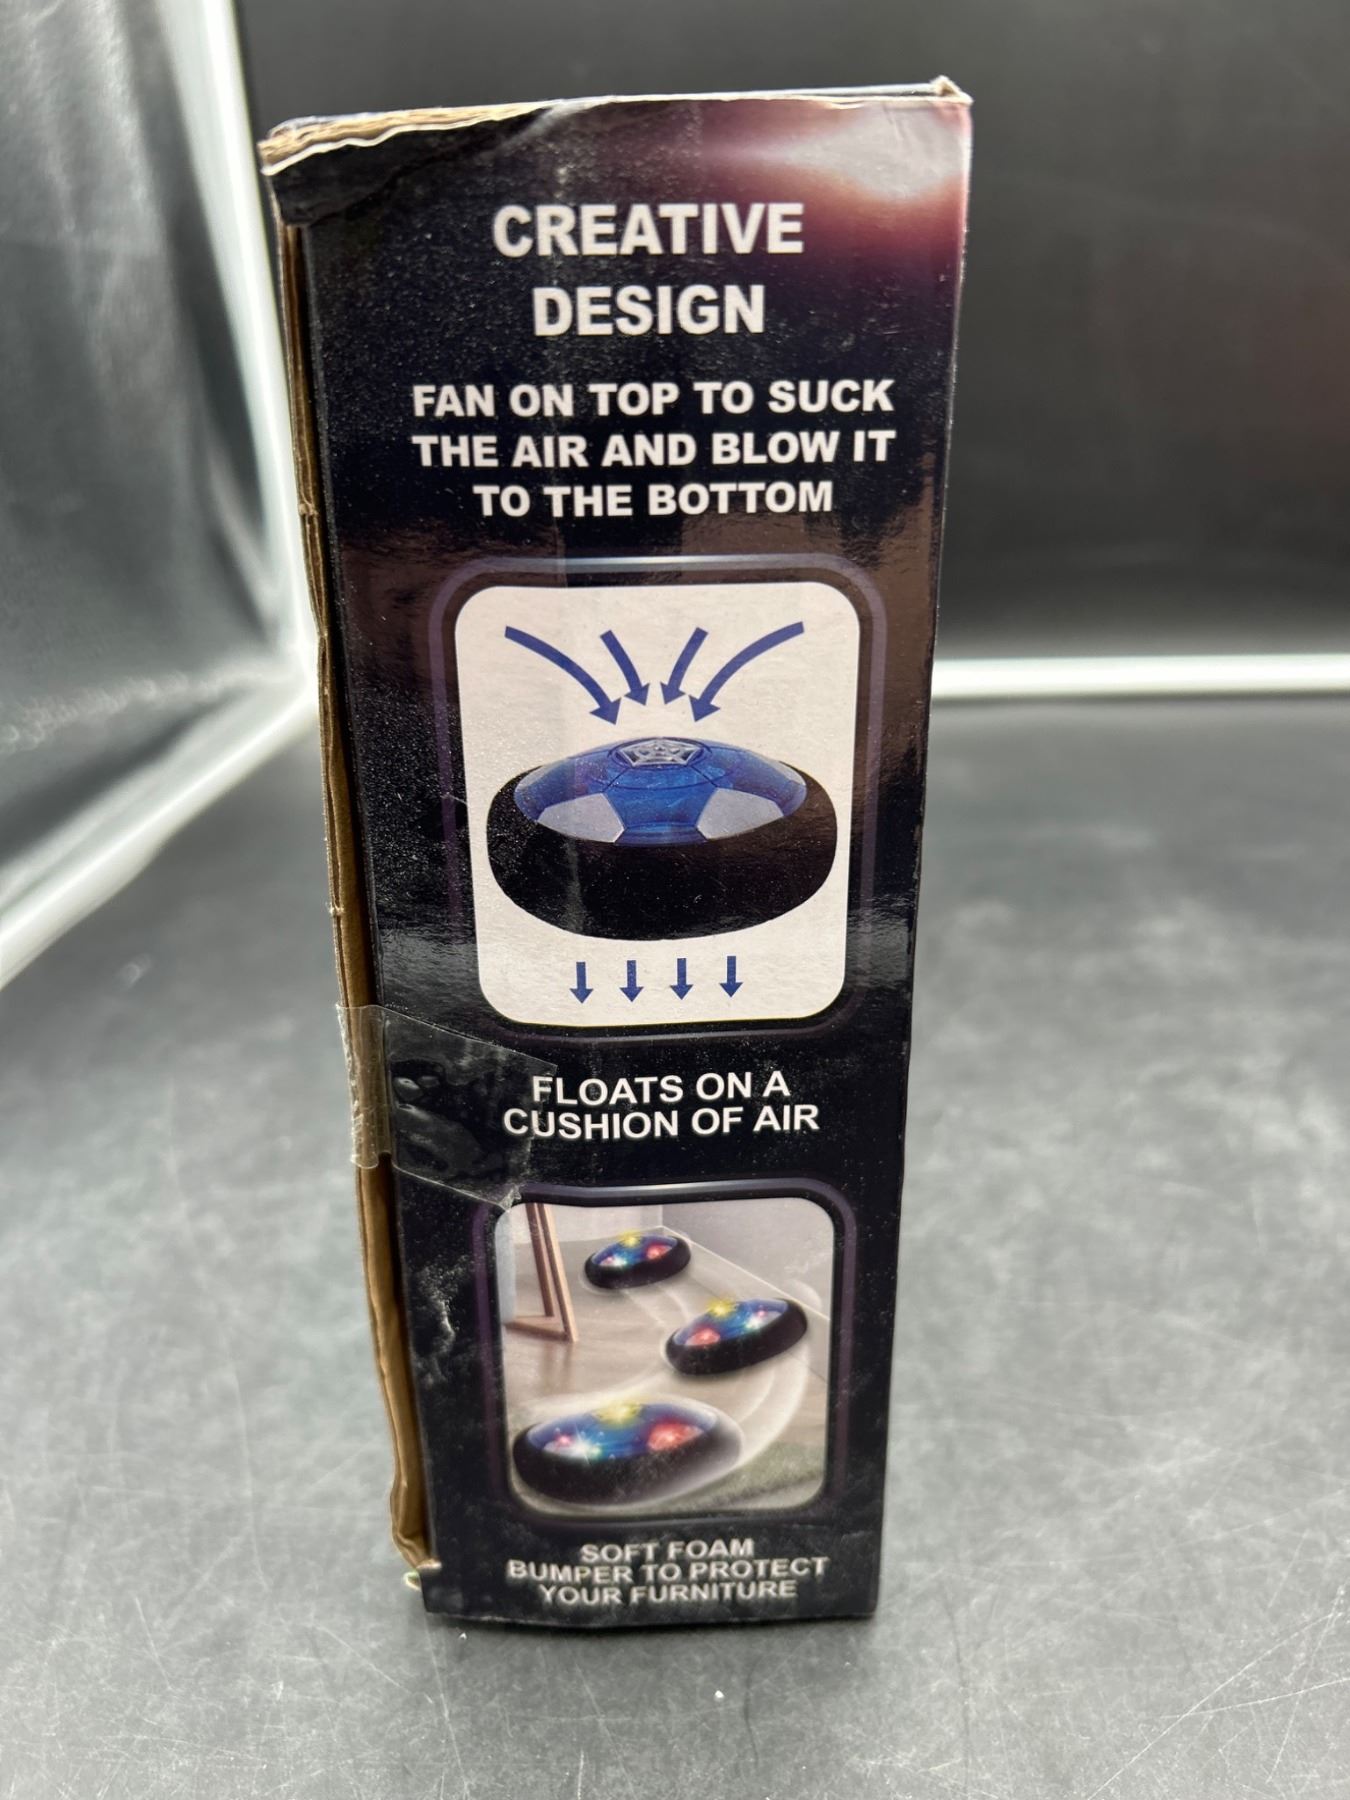 CREATIVE
DESIGN
FAN ON TOP TO SUCK
THE AIR AND BLOW IT
TO THE BOTTOM
FLOATS ON A
CUSHION OF AIR
SOFT FOAM
BUMPER TO PROTECT
YOUR FURNITURE